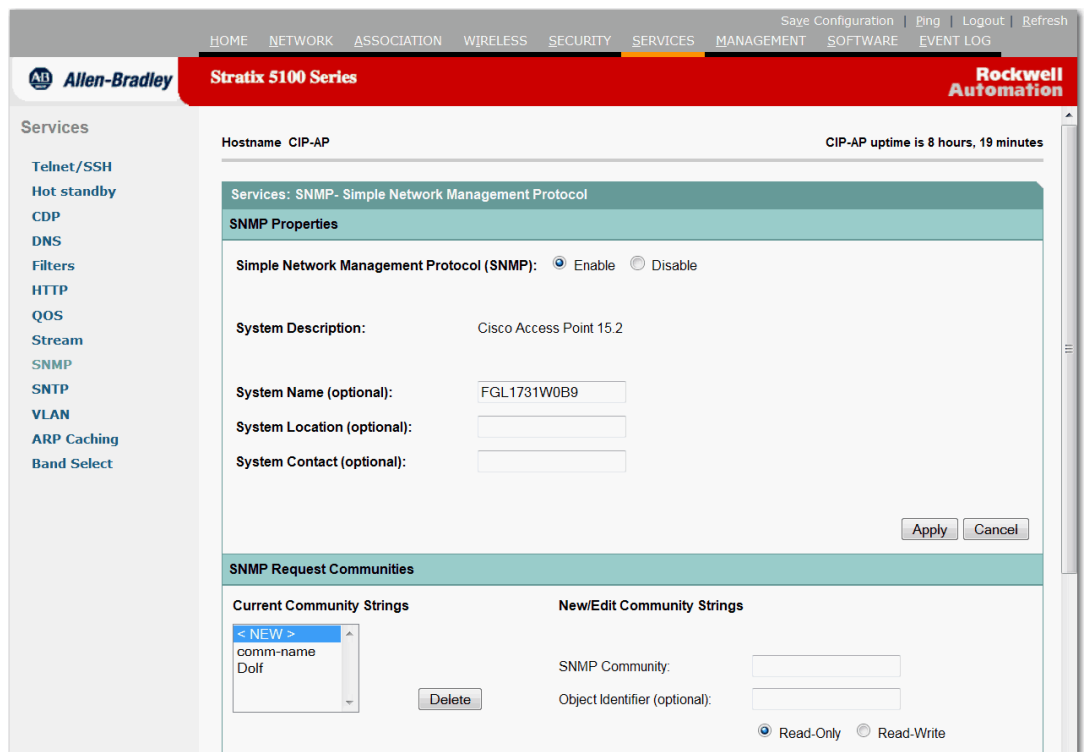 Save Configuration | Ping | Logout | Refresh
HOME NETWORK ASSOCIATION WIRELESS SECURITY SERVICES MANAGEMENT SOFTWARE EVENT LOG
AB Allen-Bradley Stratix 5100 Series Rockwell
Automation
Services
Telnet/SSH
Hot standby
CDP
DNS
Filters
HTTP
QOS
Stream
SNMP
SNTP
VLAN
ARP Caching
Band Select
Hostname CIP-AP CIP-AP uptime is 8 hours, 19 minutes
Services: SNMP- Simple Network Management Protocol
SNMP Properties
Simple Network Management Protocol (SNMP): Enable Disable
System Description: Cisco Access Point 15.2
System Name (optional): FGL1731W0B9
System Location (optional):
System Contact (optional):
Apply Cancel
SNMP Request Communities
Current Community Strings New/Edit Community Strings
< NEW >
comm-name
Dolf
Delete
SNMP Community:
Object Identifier (optional):
Read-Only Read-Write